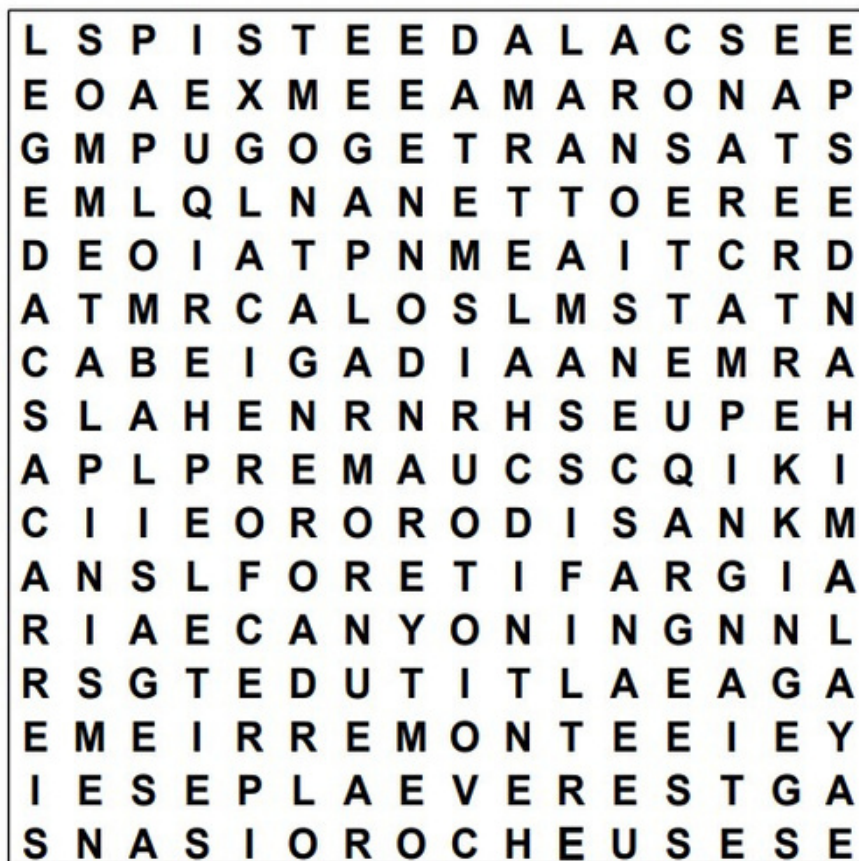 L S P I S T E E D A L A C S E E
E O A E X M E E A M A R O N A P
G M P U G O G E T R A N S A T S
E M L Q L N A N E T T O E R E E
D E O I A T P N M E A I T C R D
A T M R C A L O S L M S T A T N
C A B E I G A D I A A N E M R A
S L A H E N R N R H S E U P E H
A P L P R E M A U C S C Q I K I
C I I E O R O R O D I S A N K M
A N S L F O R E T I F A R G I A
R I A E C A N Y O N I N G N N L
R S G T E D U T I T L A E A G A
E M E I R R E M O N T E E I E Y
I E S E P L A E V E R E S T G A
S N A S I O R O C H E U S E S E